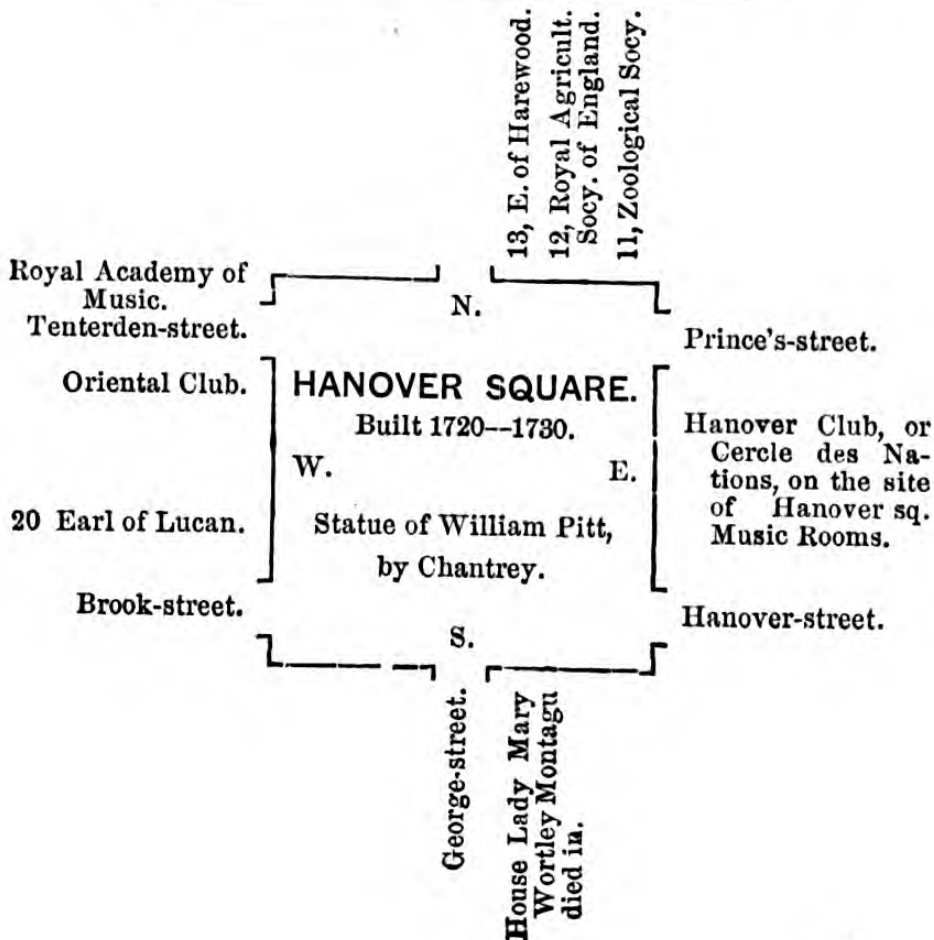 13, E. of Harewood.
12, Royal Agricult.
Socy. of England.
11, Zoological Socy.
Royal Academy of
Music.
Tenterden-street.
N.
Prince's-street.
Oriental Club.
HANOVER SQUARE.
Built 1720—1730.
W.
E.
Hanover Club, or
Cercle des Na-
tions, on the site
of Hanover sq.
Music Rooms.
20 Earl of Lucan.
Statue of William Pitt,
by Chantrey.
Brook-street.
Hanover-street.
S.
George-street.
House Lady Mary
Wortley Montagu
died in.